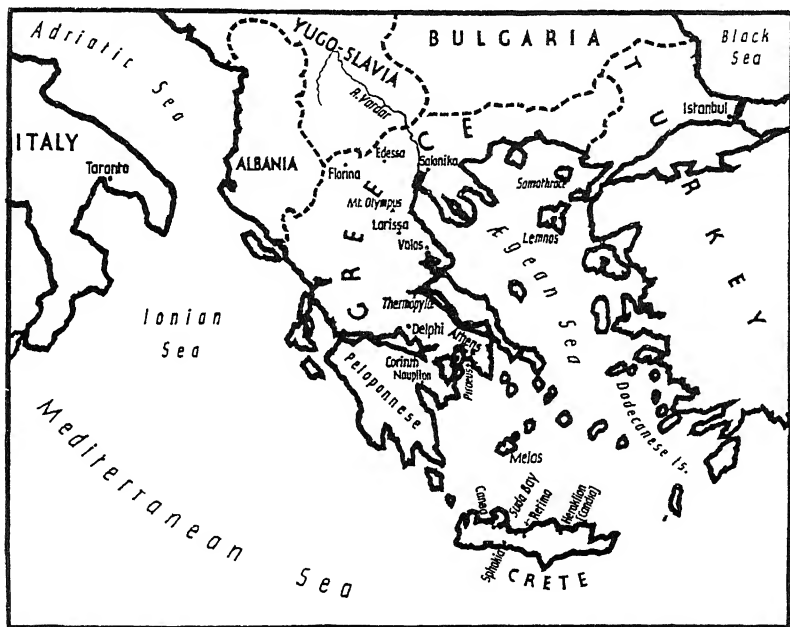 Adriatic Sea
YUGO-SLAVIA
BULGARIA
Black
Sea
R.Vardar
TURKEY
Istanbul
ITALY
Taranto
ALBANIA
GREECE
Edessa
Salonika
Florina
Samothrace
Mt. Olympus
Lemnos
Larissa
Volos
Ægean Sea
Ionian
Sea
Thermopylæ
Delphi
Athens
Corinth
Nauplion
Piraeus
Peloponnese
Dodecanese Is.
Mediterranean Sea
Melos
Canea
Suda Bay
Retimo
Heraklion
(Candia)
Sphakia
CRETE